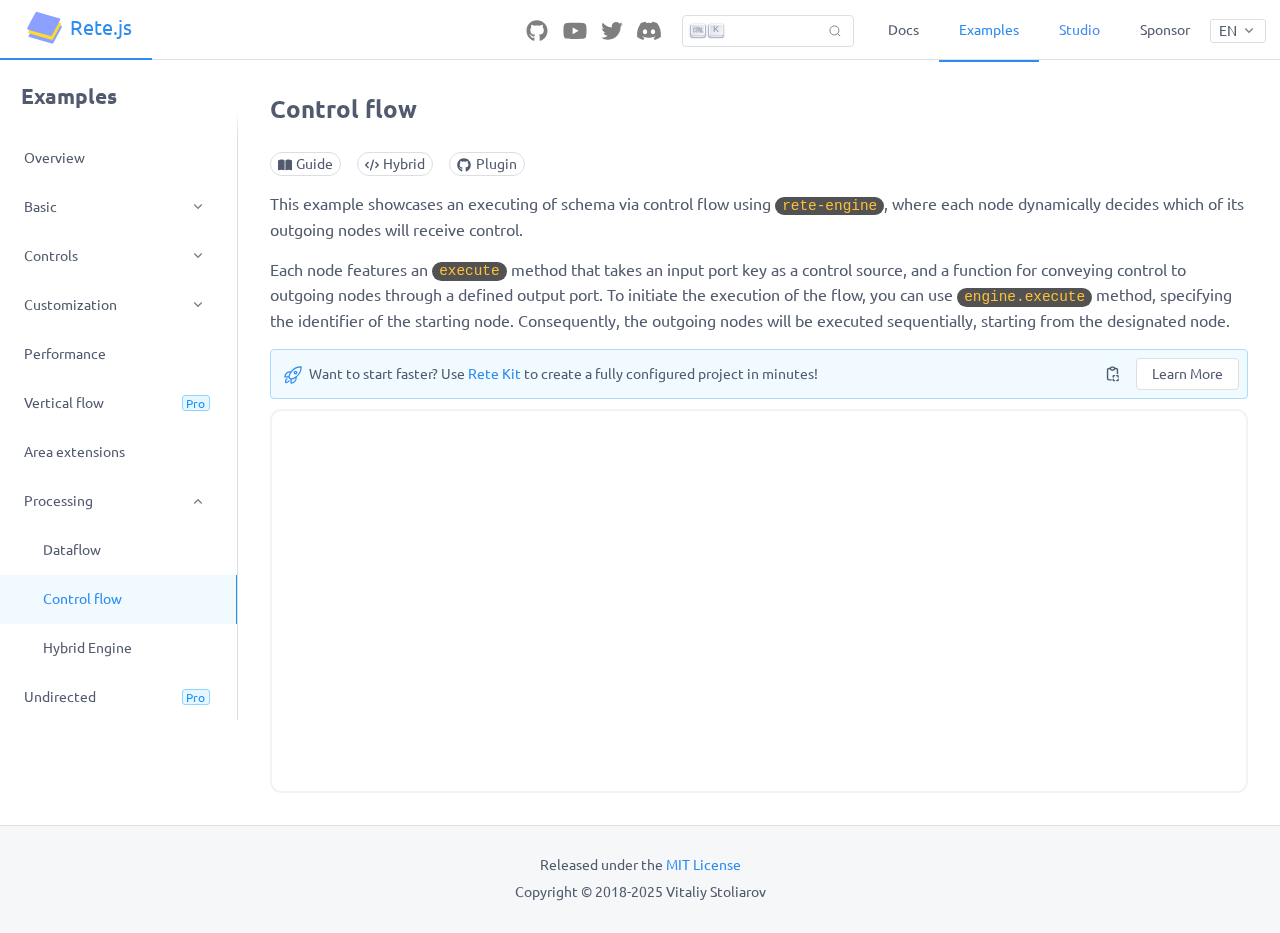 Rete.js
K
Docs
Examples
Studio
Sponsor
EN
Examples
Overview
Basic
Controls
Customization
Performance
Vertical flow
Pro
Area extensions
Processing
Dataflow
Control flow
Hybrid Engine
Undirected
Pro
Control flow
Guide
Hybrid
Plugin
This example showcases an executing of schema via control flow using rete-engine, where each node dynamically decides which of its
outgoing nodes will receive control.
Each node features an execute method that takes an input port key as a control source, and a function for conveying control to
outgoing nodes through a defined output port. To initiate the execution of the flow, you can use engine.execute method, specifying
the identifier of the starting node. Consequently, the outgoing nodes will be executed sequentially, starting from the designated node.
Want to start faster? Use Rete Kit to create a fully configured project in minutes!
Learn More
Released under the MIT License
Copyright © 2018-2025 Vitaliy Stoliarov